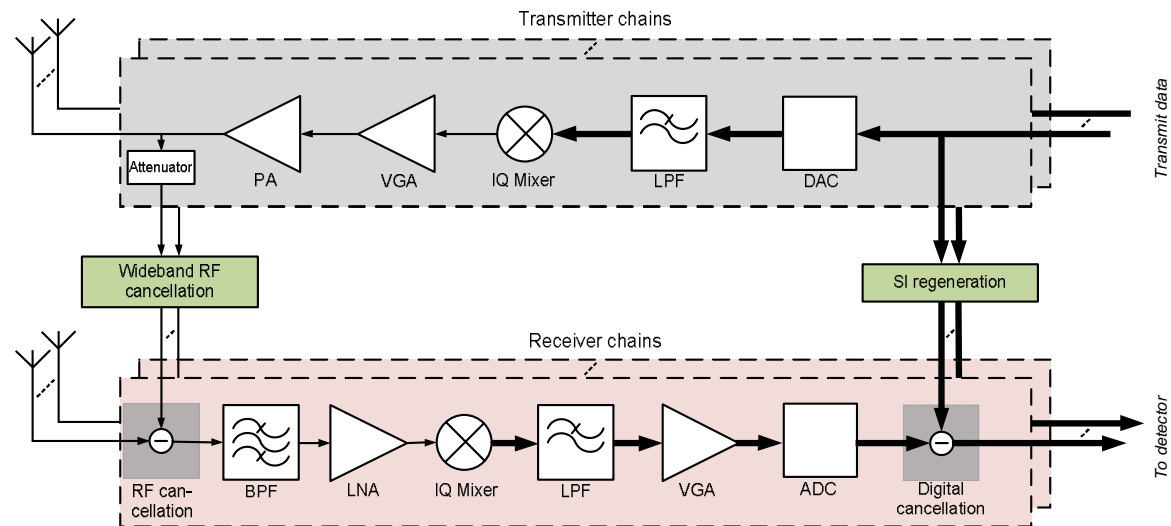 Transmitter chains
Transmit data
Attenuator
PA
VGA
IQ Mixer
LPF
DAC
Wideband RF
cancellation
SI regeneration
Receiver chains
RF can-
cellation
BPF
LNA
IQ Mixer
LPF
VGA
ADC
Digital
cancellation
To detector